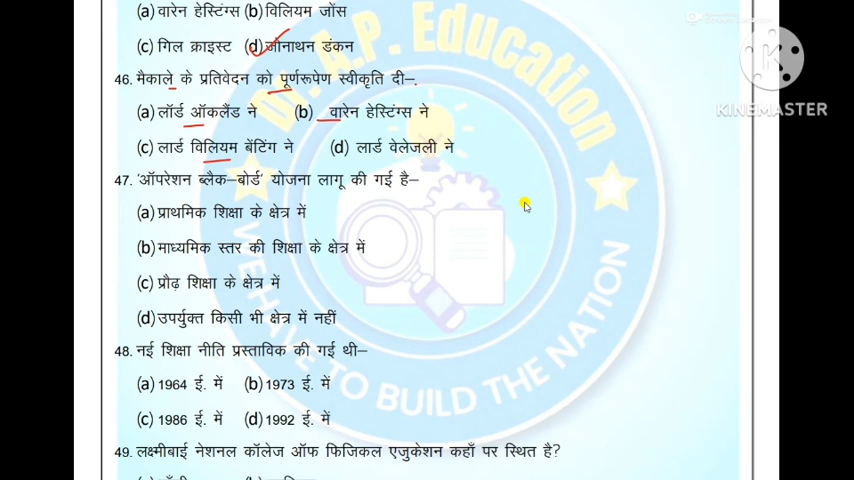 (a) वारेन हेस्टिंग्स (b) विलियम जोंस
(c) गिल क्राइस्ट (d) जोनाथन डंकन
46. मैकाले के प्रतिवेदन को पूर्णरूपेण स्वीकृति दी–.
(a) लॉर्ड ऑकलैंड ने (b) वारेन हेस्टिंग्स ने
(c) लार्ड विलियम बेंटिंग ने (d) लार्ड वेलेजली ने
47. ‘ऑपरेशन ब्लैक–बोर्ड’ योजना लागू की गई है–
(a) प्राथमिक शिक्षा के क्षेत्र में
(b) माध्यमिक स्तर की शिक्षा के क्षेत्र में
(c) प्रौढ़ शिक्षा के क्षेत्र में
(d) उपर्युक्त किसी भी क्षेत्र में नहीं
48. नई शिक्षा नीति प्रस्ताविक की गई थी–
(a) 1964 ई. में (b) 1973 ई. में
(c) 1986 ई. में (d) 1992 ई. में
49. लक्ष्मीबाई नेशनल कॉलेज ऑफ फिजिकल एजुकेशन कहाँ पर स्थित है?
A.P. Education
WE HAVE TO BUILD THE NATION
KINEMASTER